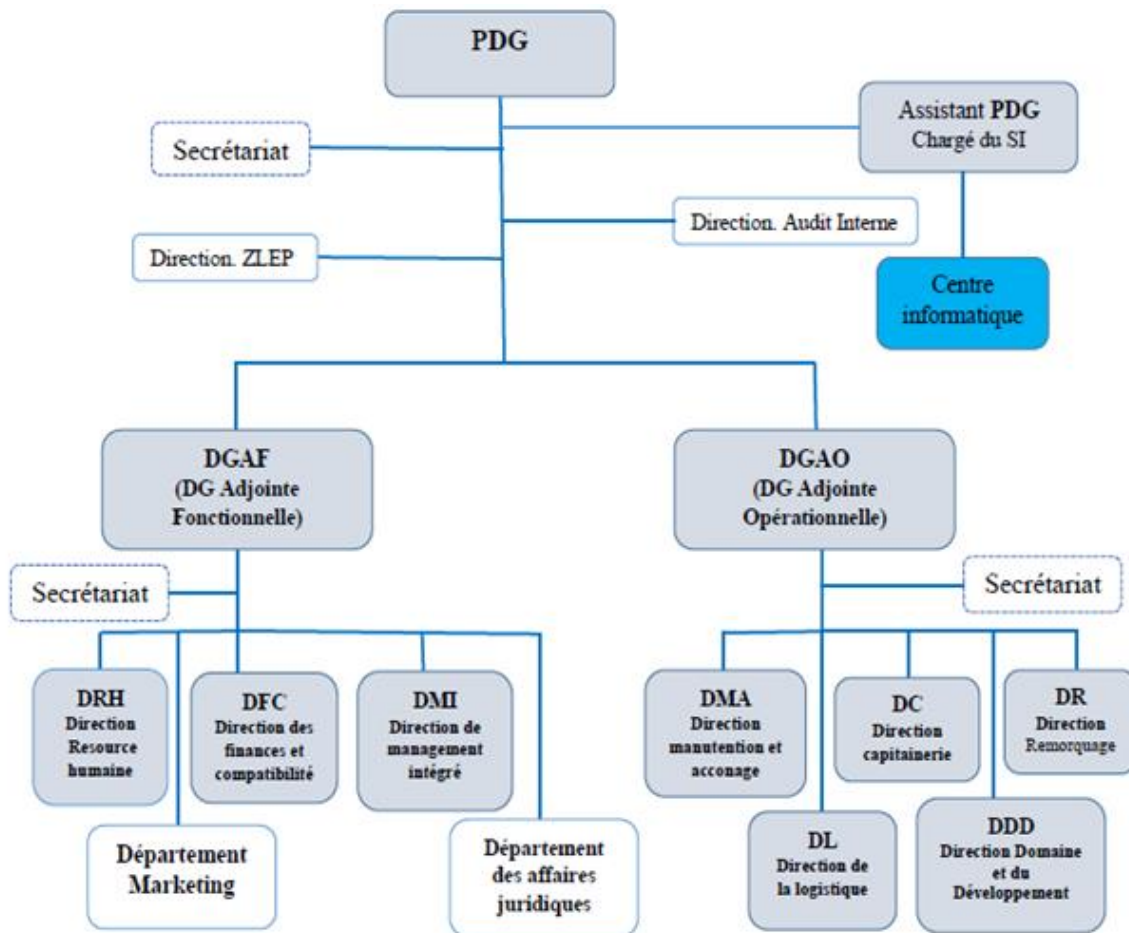 PDG
Assistant PDG
Chargé du SI
Secrétariat
Direction. Audit Interne
Direction. ZLEP
Centre
informatique
DGAF
(DG Adjointe
Fonctionnelle)
DGAO
(DG Adjointe
Opérationnelle)
Secrétariat
Secrétariat
DRH
Direction
Resource
humaine
DFC
Direction des
finances et
compatibilité
DMI
Direction de
management
intégré
DMA
Direction
manutention et
acconage
DC
Direction
capitainerie
DR
Direction
Remorquage
Département
Marketing
Département
des affaires
juridiques
DL
Direction de
la logistique
DDD
Direction Domaine
et du
Développement